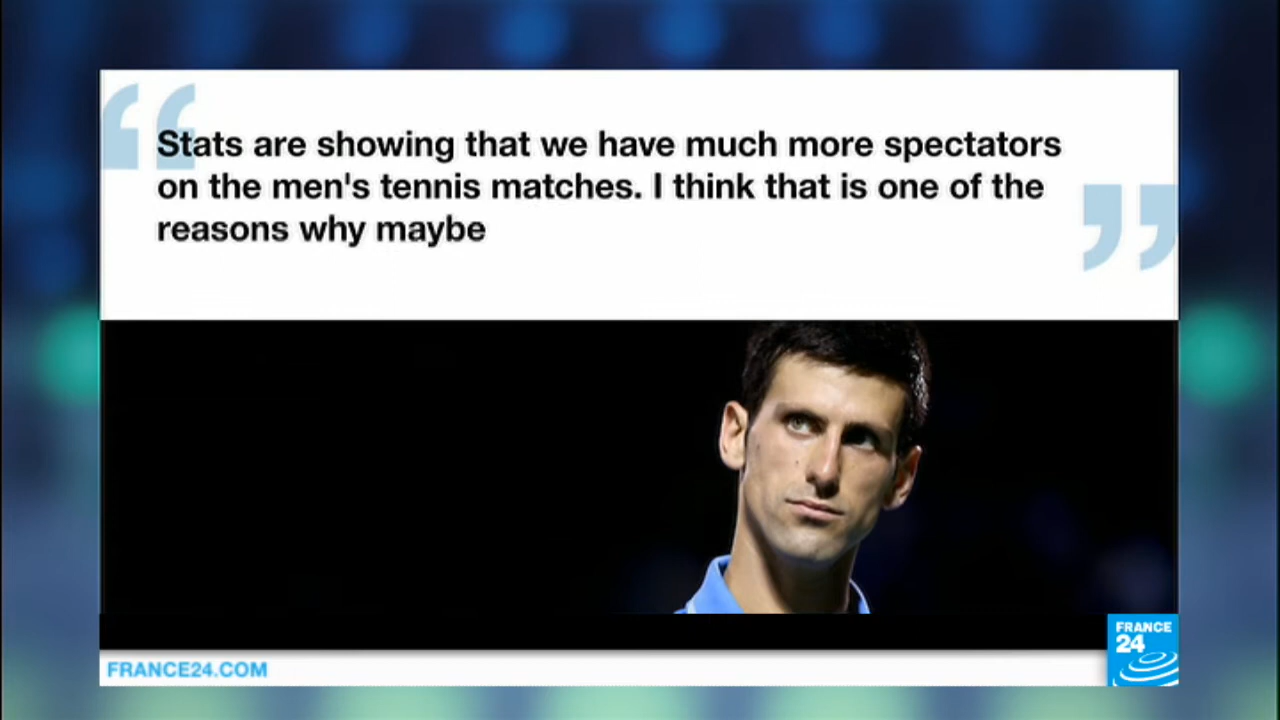 Stats are showing that we have much more spectators
on the men's tennis matches. I think that is one of the
reasons why maybe
FRANCE24.COM
FRANCE
24